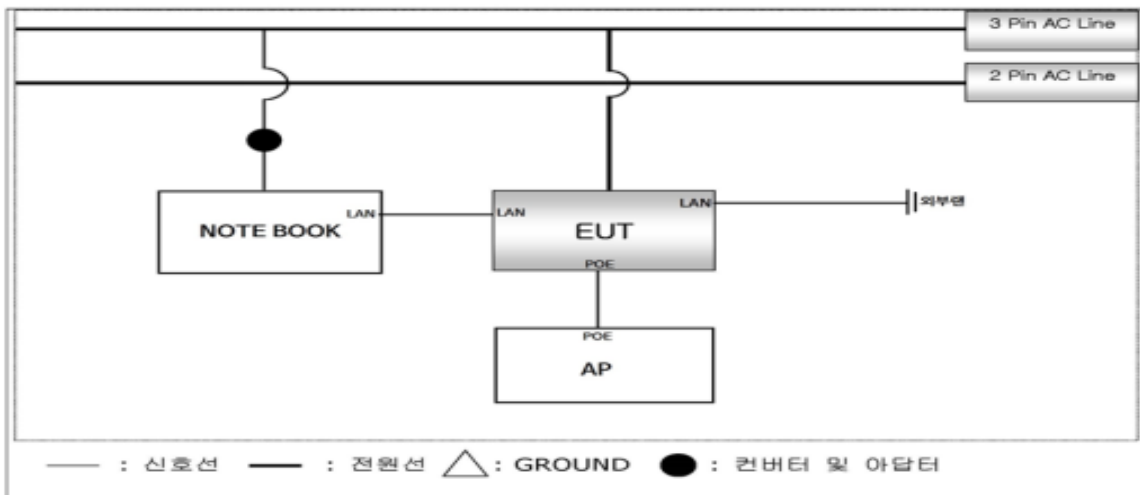 3 Pin AC Line
2 Pin AC Line
LAN
NOTE BOOK
LAN
EUT
LAN
POE
외부랜
POE
AP
: 신호선 : 전원선 : GROUND : 컨버터 및 아답터